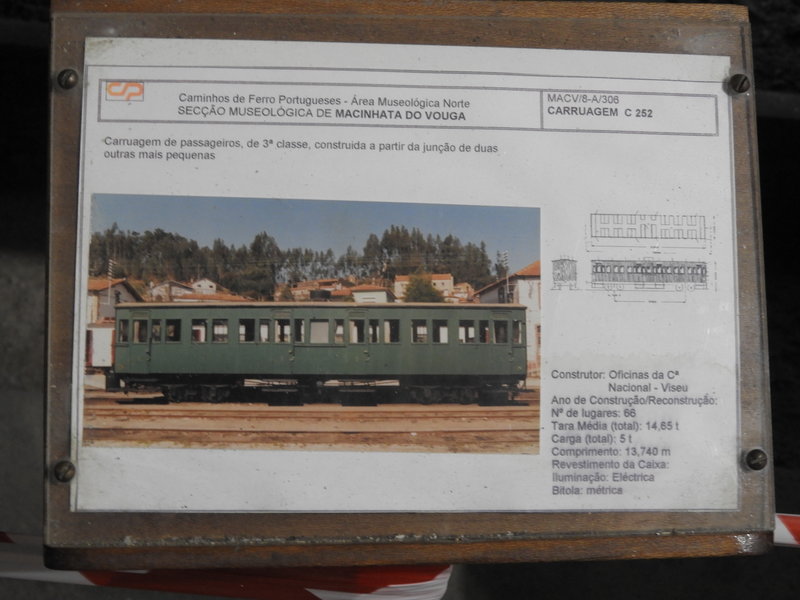 CP
Caminhos de Ferro Portugueses - Área Museológica Norte
SECÇÃO MUSEOLÓGICA DE MACINHATA DO VOUGA
MACV/8-A/306
CARRUAGEM C 252
Carruagem de passageiros, de 3ª classe, construida a partir da junção de duas
outras mais pequenas
Construtor: Oficinas da Cª
Nacional - Viseu
Ano de Construção/Reconstrução:
Nº de lugares: 66
Tara Média (total): 14,65 t
Carga (total): 5 t
Comprimento: 13,740 m
Revestimento da Caixa:
Iluminação: Eléctrica
Bitola: métrica